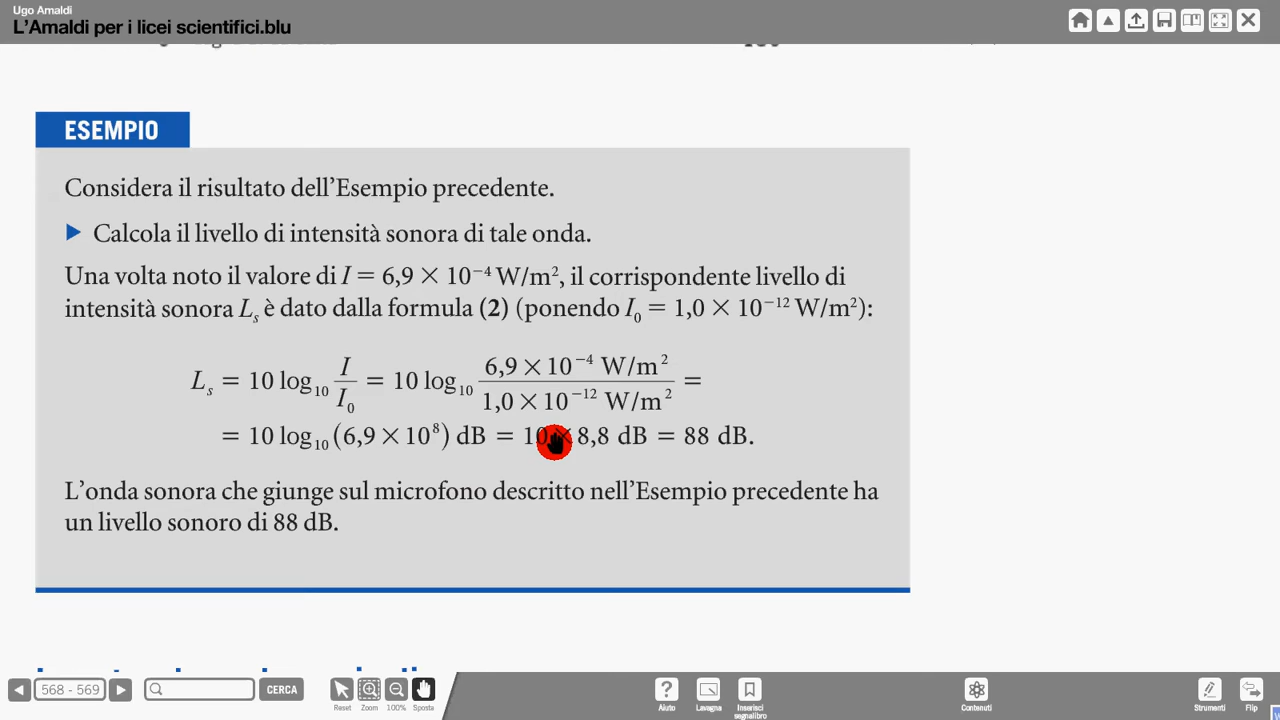 Ugo Amaldi
L'Amaldi per i licei scientifici.blu
ESEMPIO
Considera il risultato dell'Esempio precedente.
Calcola il livello di intensità sonora di tale onda.
Una volta noto il valore di I = 6,9 × 10⁻⁴ W/m², il corrispondente livello di
intensità sonora Lₛ è dato dalla formula (2) (ponendo I₀ = 1,0 × 10⁻¹² W/m²):
Lₛ = 10 log₁₀ I/I₀ = 10 log₁₀ 6,9 × 10⁻⁴ W/m² / 1,0 × 10⁻¹² W/m² =
= 10 log₁₀ (6,9 × 10⁸) dB = 10 × 8,8 dB = 88 dB.
L'onda sonora che giunge sul microfono descritto nell'Esempio precedente ha
un livello sonoro di 88 dB.
568 - 569
CERCA
Reset
Zoom
100%
Sposta
Aiuto
Lavagna
Inserisci
segnalibro
Contenuti
Strumenti
Flip